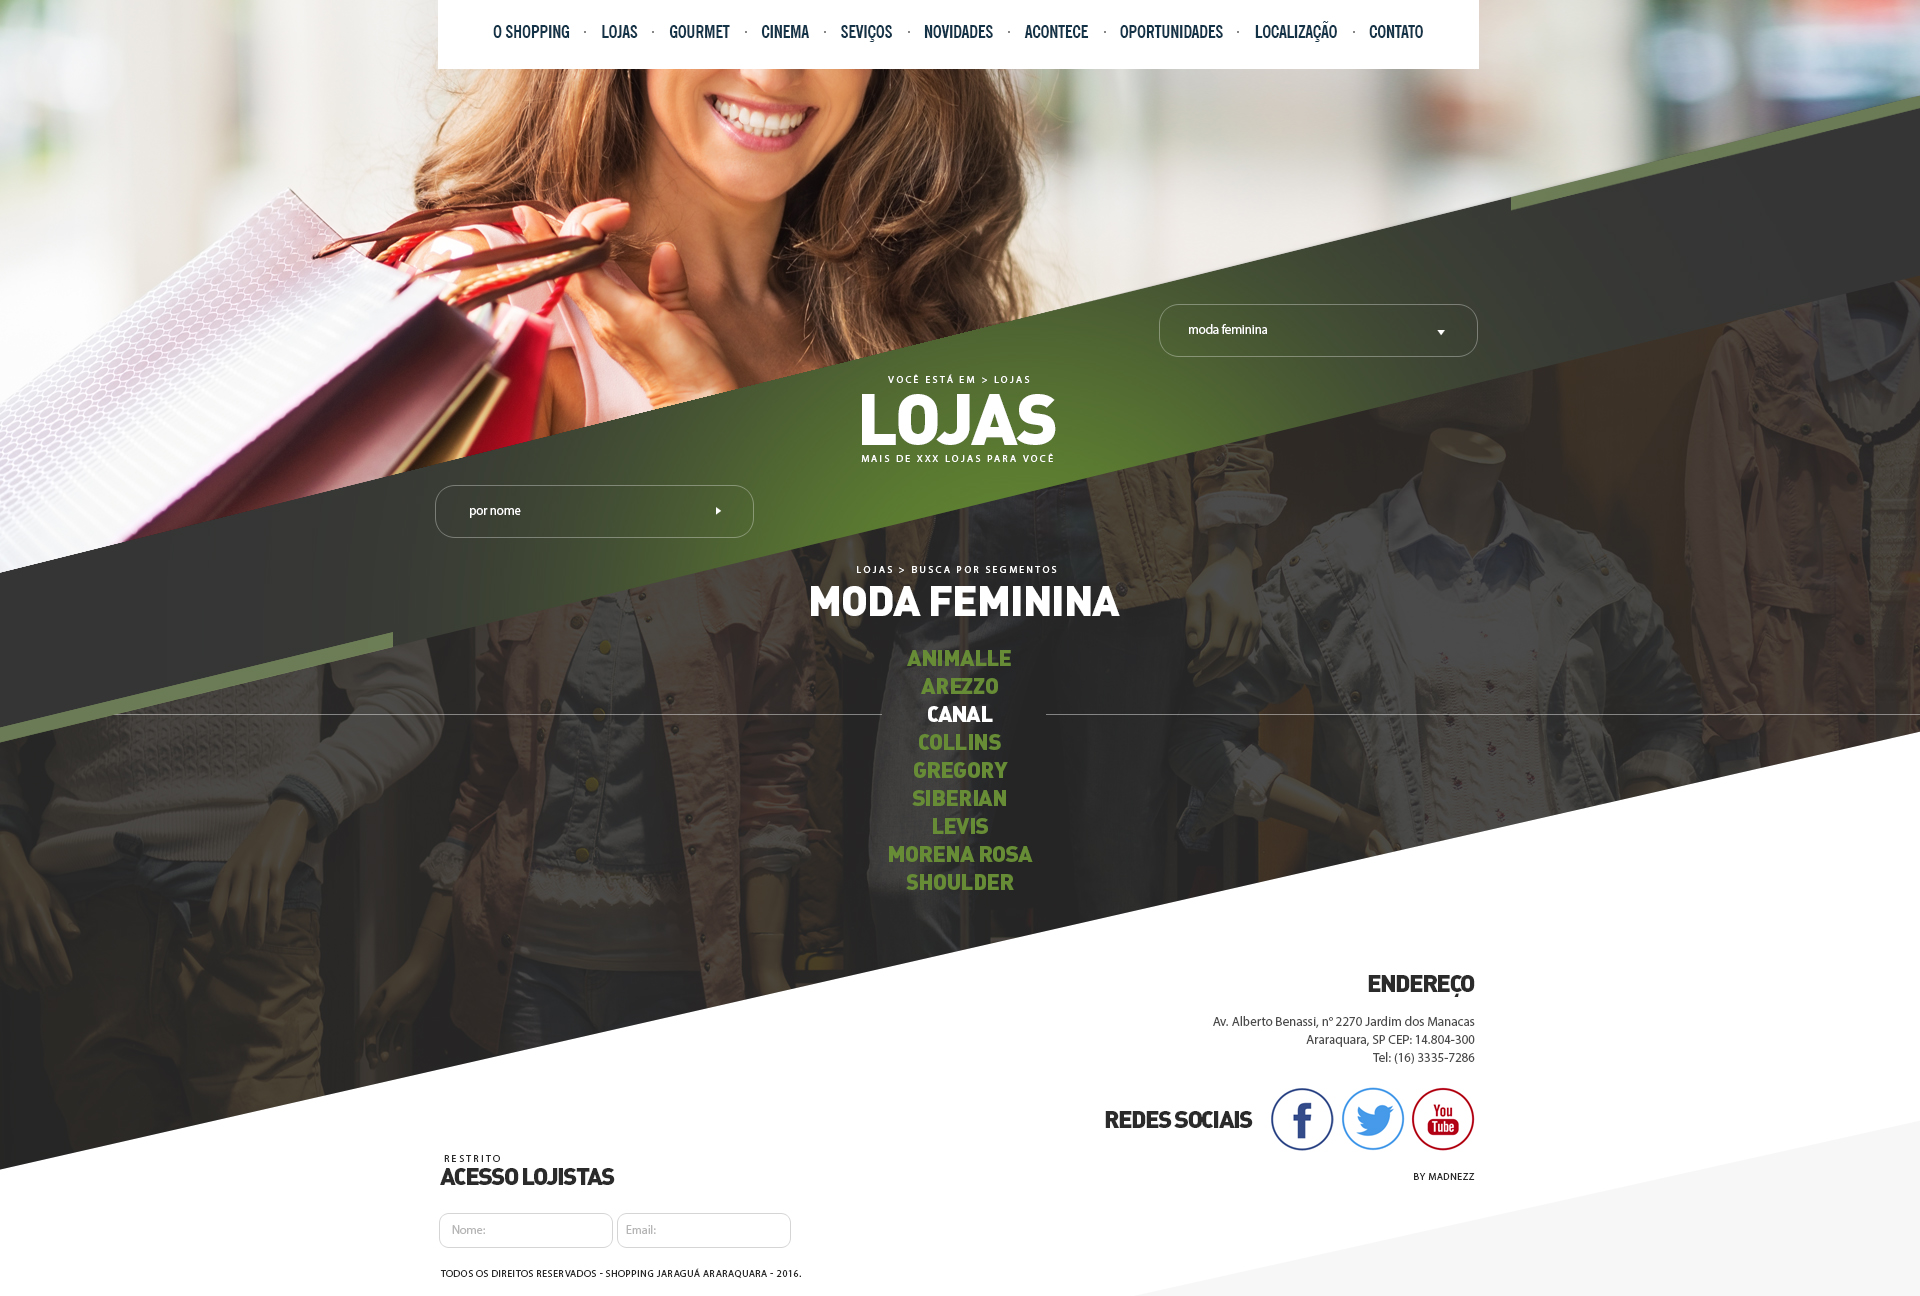 O SHOPPING · LOJAS · GOURMET · CINEMA · SEVIÇOS · NOVIDADES · ACONTECE · OPORTUNIDADES · LOCALIZAÇÃO · CONTATO
moda feminina
VOCÊ ESTÁ EM > LOJAS
LOJAS
MAIS DE XXX LOJAS PARA VOCÊ
por nome
LOJAS > BUSCA POR SEGMENTOS
MODA FEMININA
ANIMALLE
AREZZO
CANAL
COLLINS
GREGORY
SIBERIAN
LEVIS
MORENA ROSA
SHOULDER
ENDEREÇO
Av. Alberto Benassi, n° 2270 Jardim dos Manacas
Araraquara, SP CEP: 14.804-300
Tel: (16) 3335-7286
REDES SOCIAIS
f
You
Tube
BY MADNEZZ
RESTRITO
ACESSO LOJISTAS
Nome:
Email:
TODOS OS DIREITOS RESERVADOS - SHOPPING JARAGUÁ ARARAQUARA - 2016.